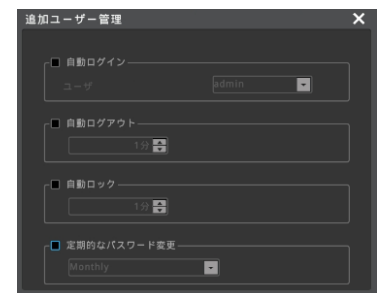 追加ユーザー管理
自動ログイン
ユーザ admin
自動ログアウト
1分
自動ロック
1分
定期的なパスワード変更
Monthly